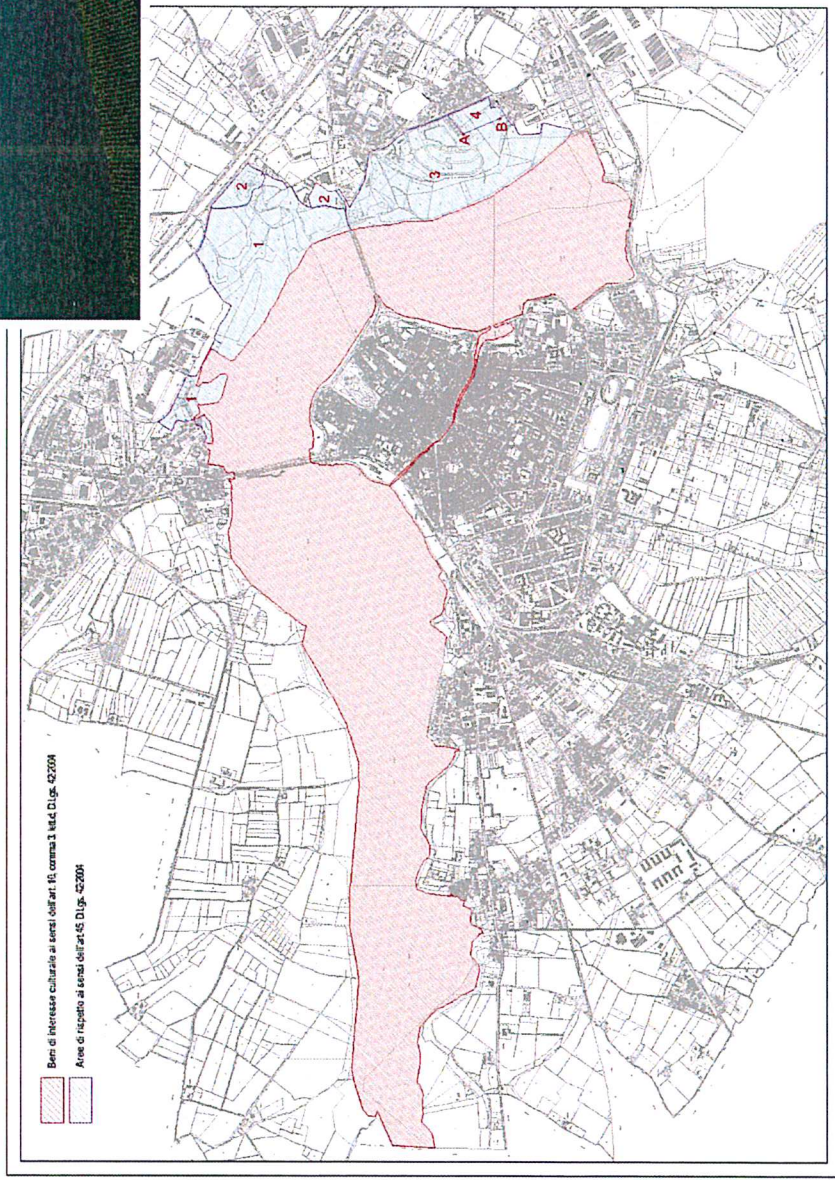 Beni di interesse culturale ai sensi dell'art. 10, comma 3, lett.d, D.Lgs. 42/2004
Aree di rispetto ai sensi dell'art.45, D.Lgs. 42/2004
1
1
2
2
3
A
4
B